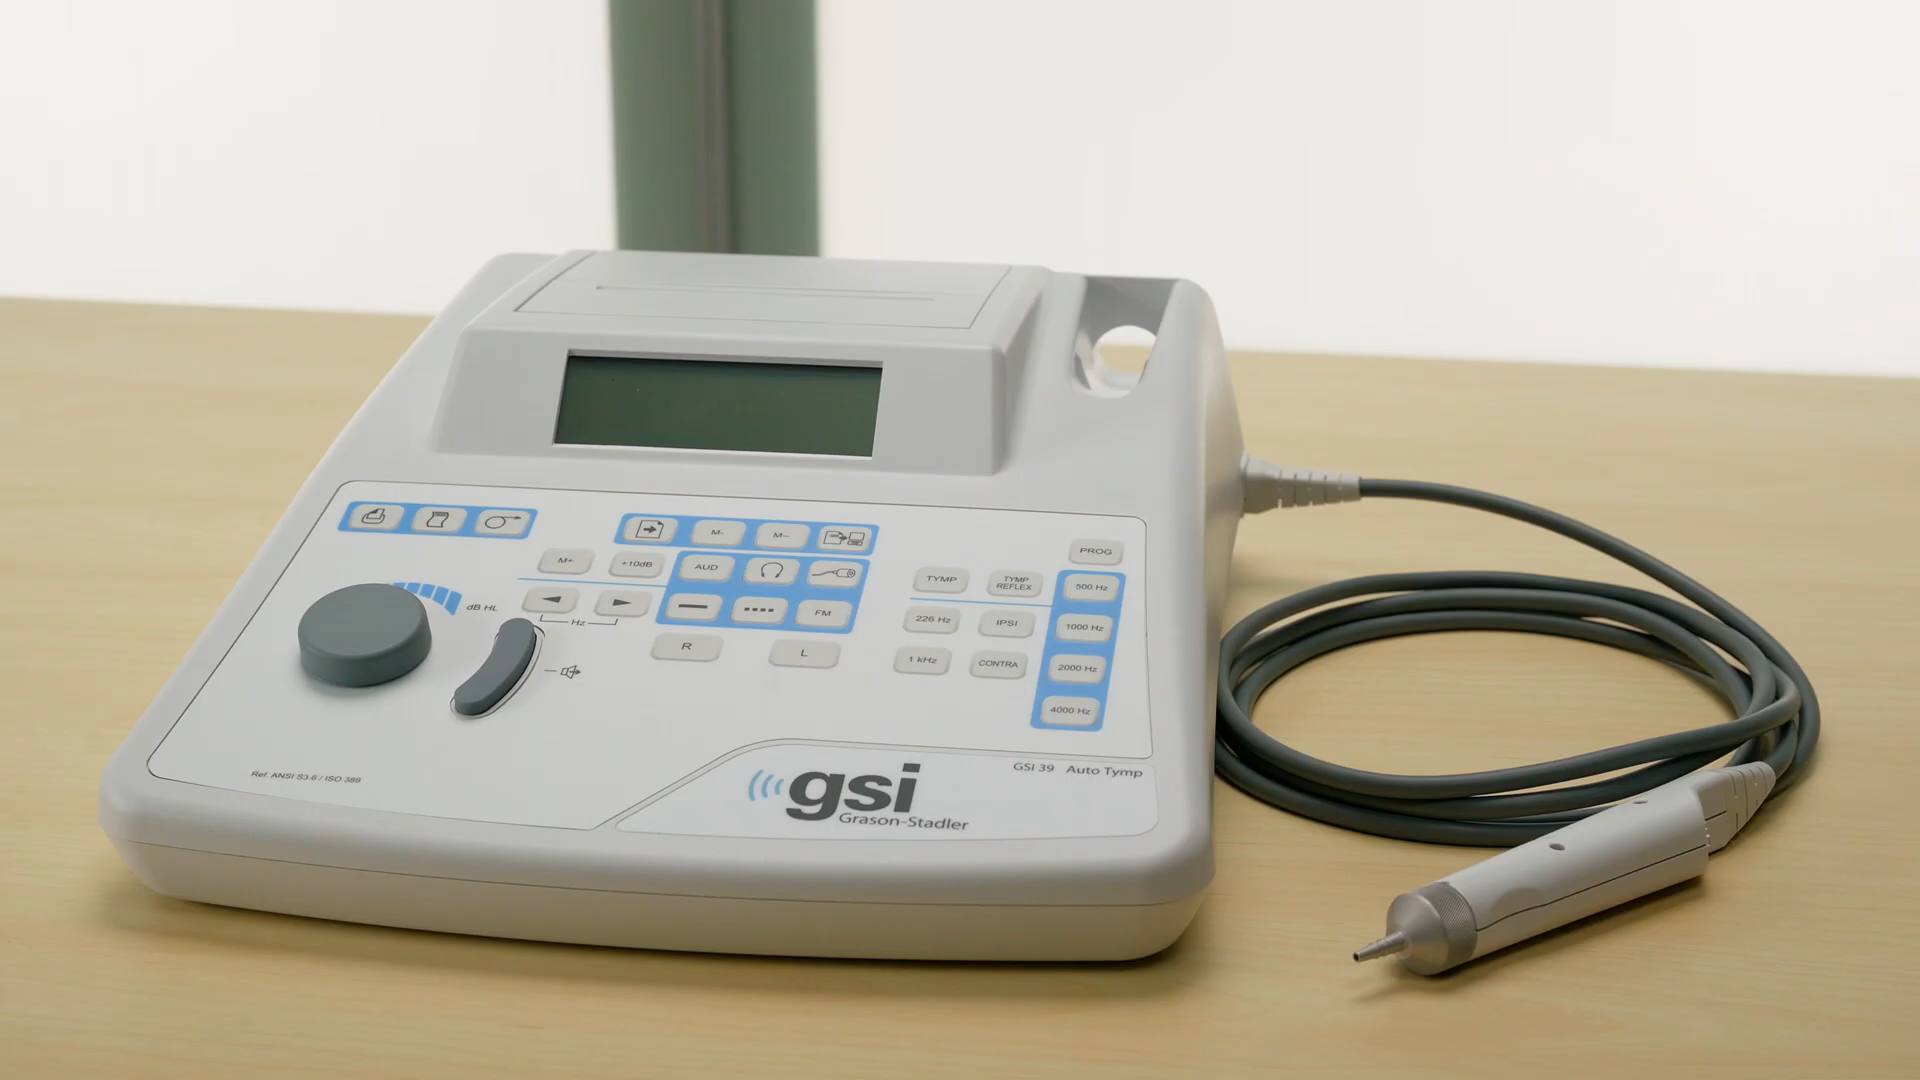 M-
M--
M+
+10dB
AUD
PROG
TYMP
TYMP
REFLEX
500 Hz
dB HL
Hz
FM
226 Hz
IPSI
1000 Hz
R
L
1 kHz
CONTRA
2000 Hz
4000 Hz
Ref. ANSI S3.6 / ISO 389
GSI 39 Auto Tymp
gsi
Grason-Stadler